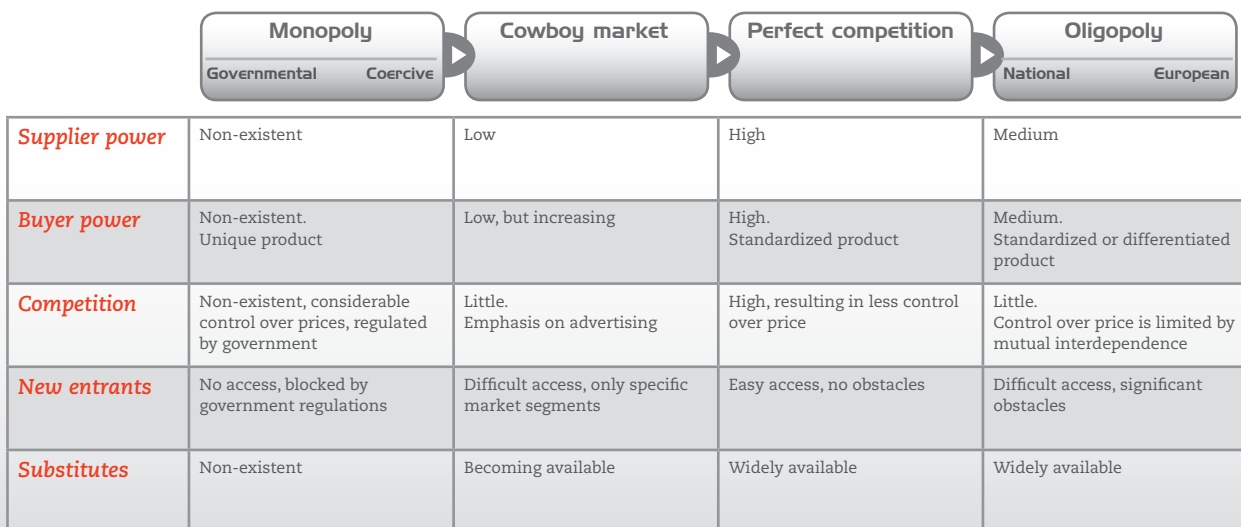 Monopoly
Governmental Coercive
Cowboy market
Perfect competition
Oligopoly
National European
Supplier power
Non-existent
Low
High
Medium
Buyer power
Non-existent.
Unique product
Low, but increasing
High.
Standardized product
Medium.
Standardized or differentiated
product
Competition
Non-existent, considerable
control over prices, regulated
by government
Little.
Emphasis on advertising
High, resulting in less control
over price
Little.
Control over price is limited by
mutual interdependence
New entrants
No access, blocked by
government regulations
Difficult access, only specific
market segments
Easy access, no obstacles
Difficult access, significant
obstacles
Substitutes
Non-existent
Becoming available
Widely available
Widely available